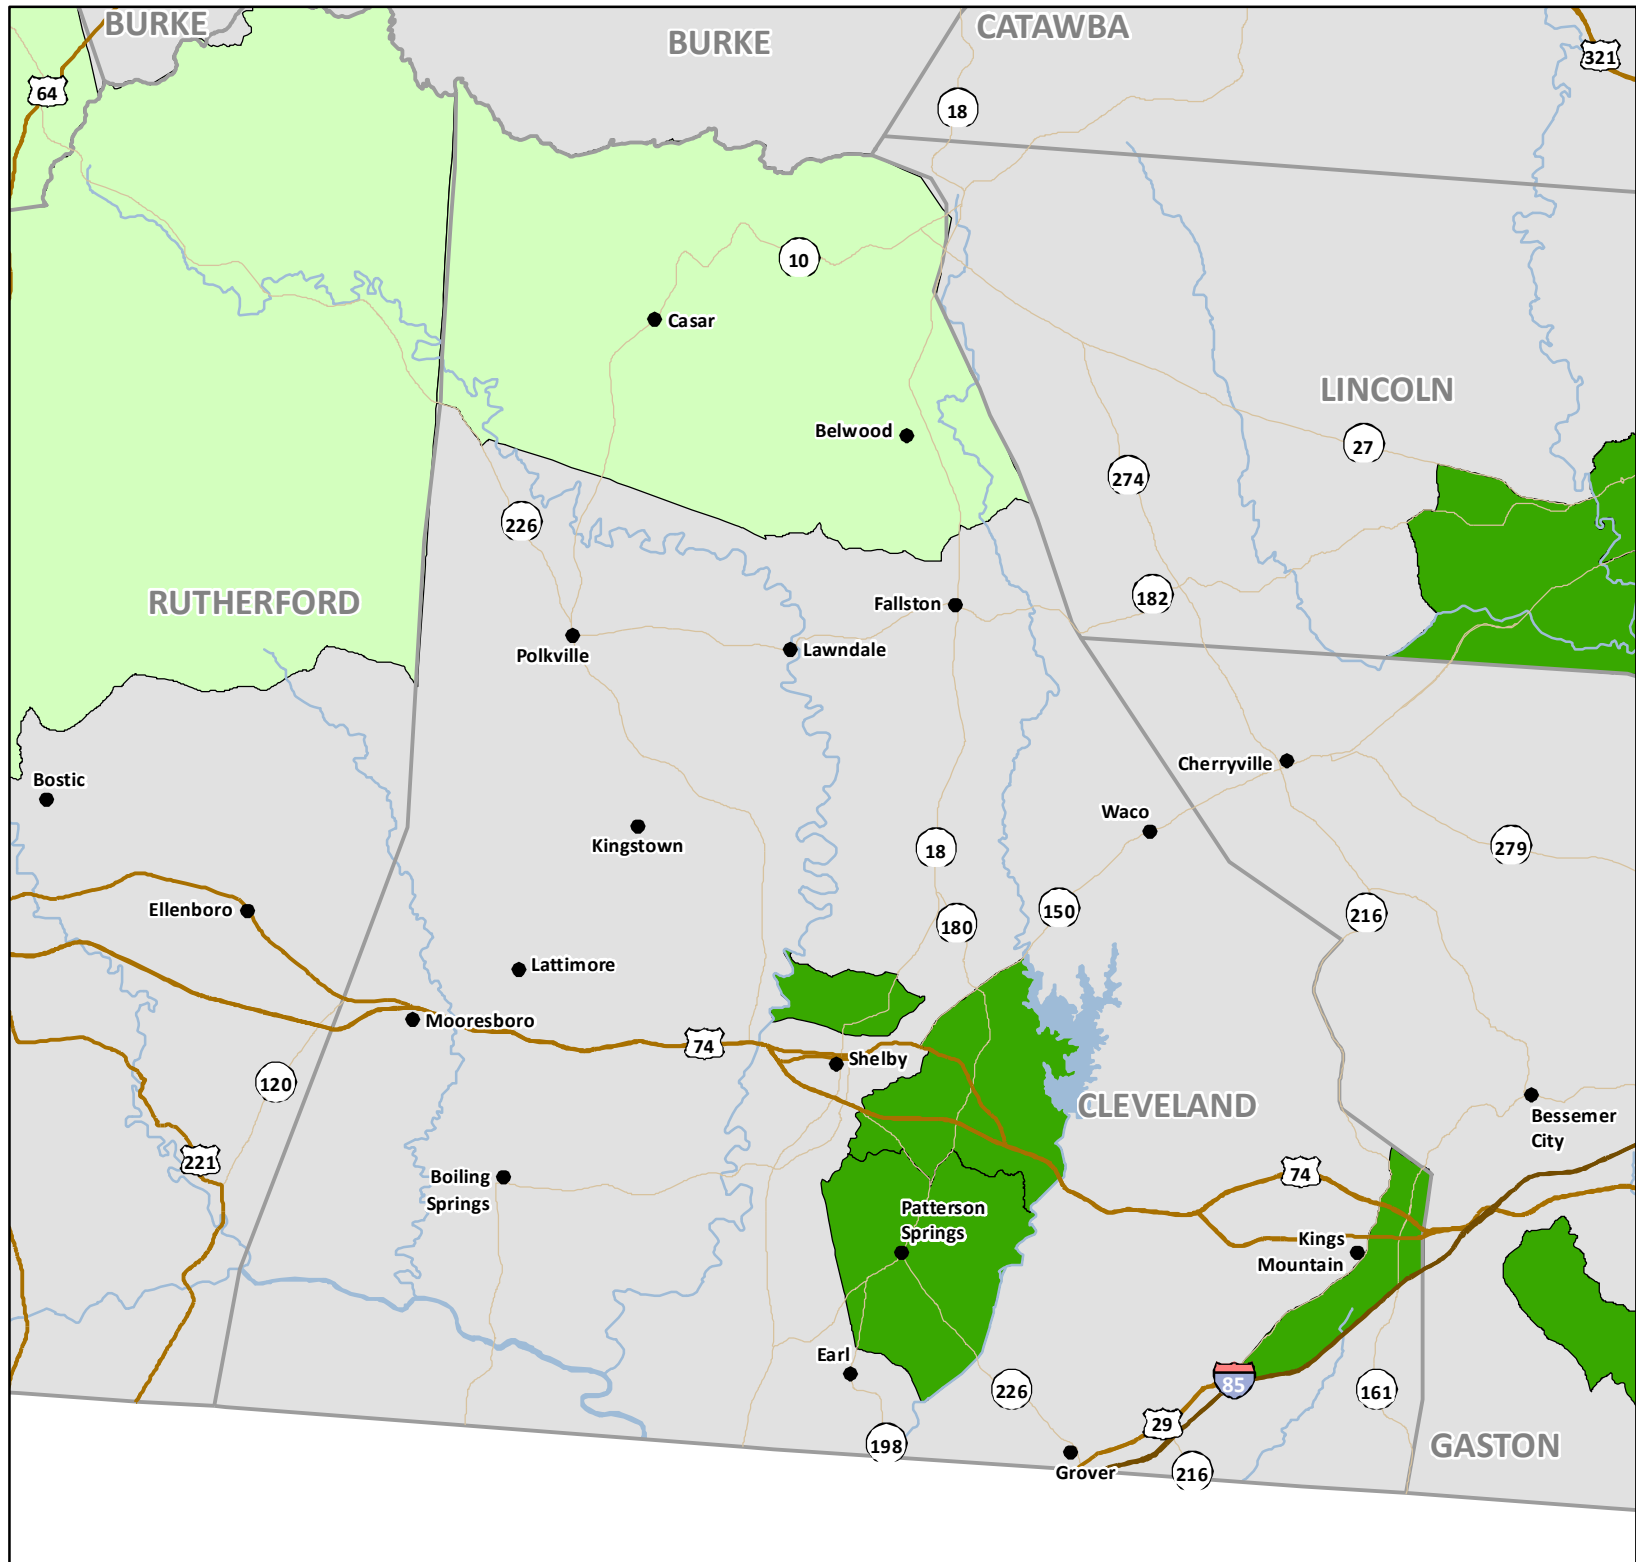 BURKE
BURKE
CATAWBA
321
64
18
10
Casar
LINCOLN
Belwood
27
274
226
RUTHERFORD
182
Fallston
Polkville
Lawndale
Cherryville
Bostic
Waco
Kingstown
18
279
Ellenboro
150
216
180
Lattimore
Mooresboro
74
Shelby
120
CLEVELAND
Bessemer
City
221
74
Boiling
Springs
Patterson
Springs
Kings
Mountain
Earl
85
226
161
29
198
GASTON
Grover
216